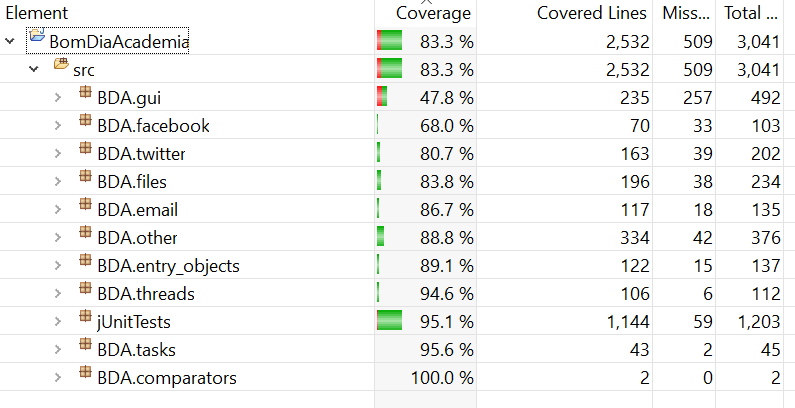 Element Coverage Covered Lines Miss... Total ...
BomDiaAcademia 83.3 % 2,532 509 3,041
src 83.3 % 2,532 509 3,041
BDA.gui 47.8 % 235 257 492
BDA.facebook 68.0 % 70 33 103
BDA.twitter 80.7 % 163 39 202
BDA.files 83.8 % 196 38 234
BDA.email 86.7 % 117 18 135
BDA.other 88.8 % 334 42 376
BDA.entry_objects 89.1 % 122 15 137
BDA.threads 94.6 % 106 6 112
jUnitTests 95.1 % 1,144 59 1,203
BDA.tasks 95.6 % 43 2 45
BDA.comparators 100.0 % 2 0 2